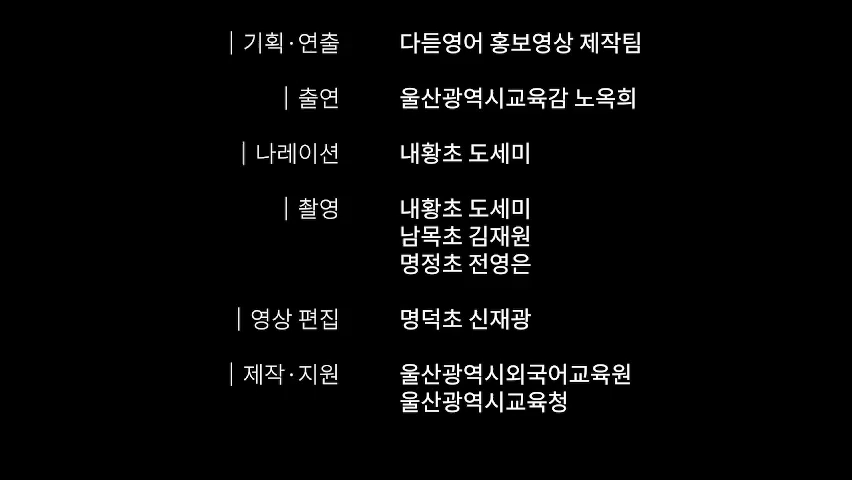 | 기획·연출 다듣영어 홍보영상 제작팀
| 출연 울산광역시교육감 노옥희
| 나레이션 내황초 도세미
| 촬영 내황초 도세미
남목초 김재원
명정초 전영은
| 영상 편집 명덕초 신재광
| 제작·지원 울산광역시외국어교육원
울산광역시교육청